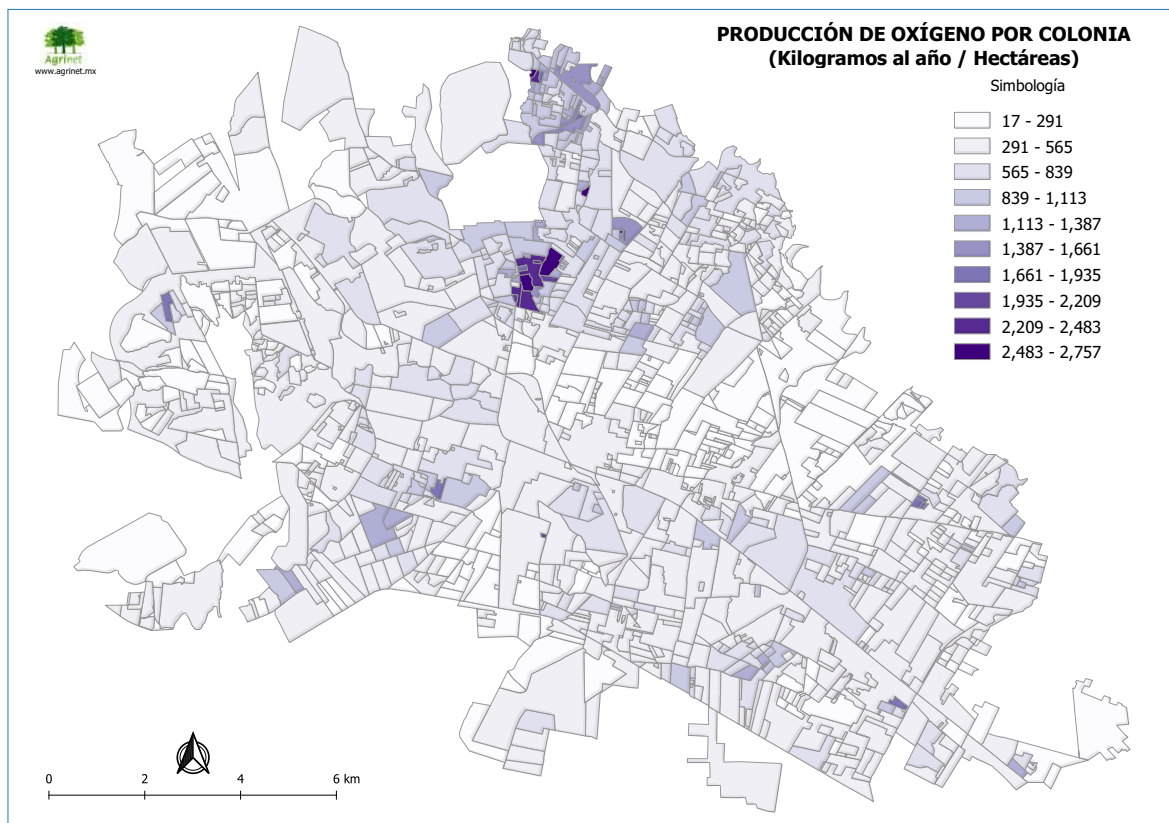 Agrinet
www.agrinet.mx
PRODUCCIÓN DE OXÍGENO POR COLONIA
(Kilogramos al año / Hectáreas)
Simbología
17 - 291
291 - 565
565 - 839
839 - 1,113
1,113 - 1,387
1,387 - 1,661
1,661 - 1,935
1,935 - 2,209
2,209 - 2,483
2,483 - 2,757
0 2 4 6 km